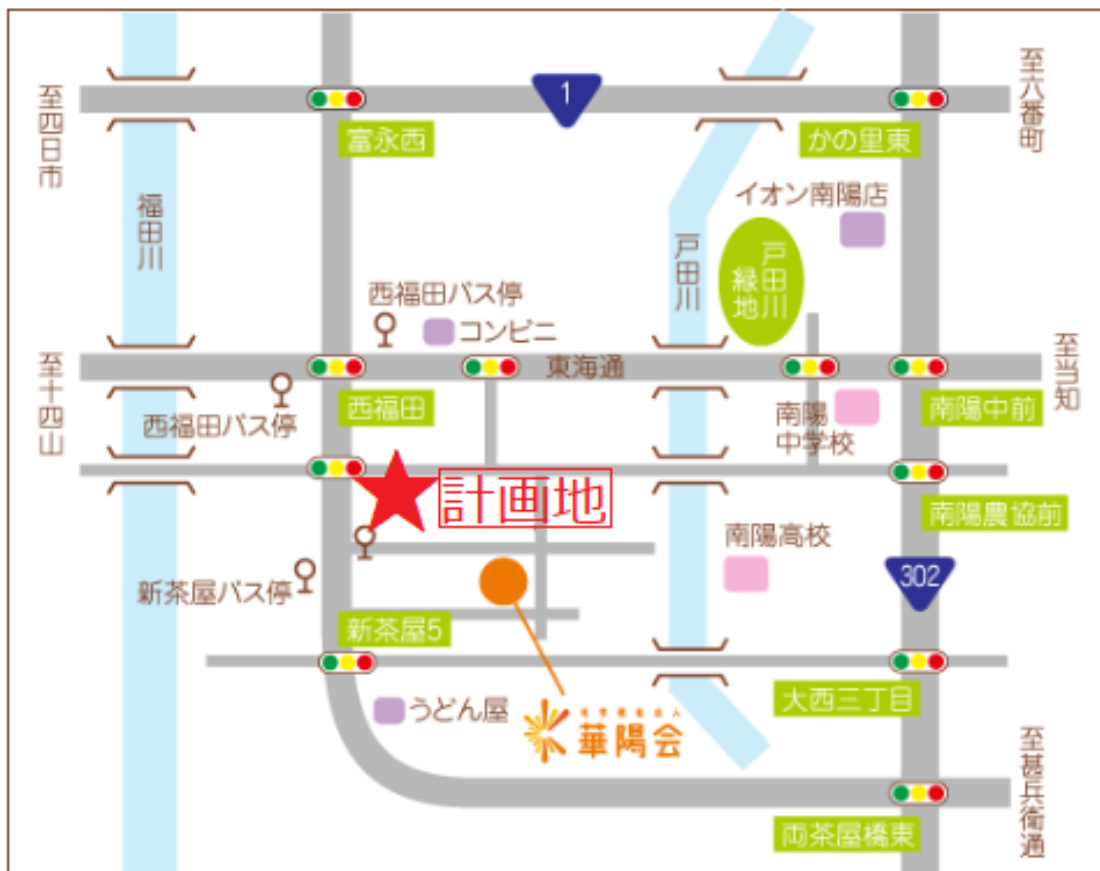 至四日市
1
至六番町
富永西
かの里東
福田川
イオン南陽店
戸田川
戸田川
緑地
西福田バス停
コンビニ
至十四山
東海通
至当知
西福田
西福田バス停
南陽
中学校
南陽中前
計画地
南陽農協前
南陽高校
302
新茶屋バス停
新茶屋5
大西三丁目
うどん屋
社会福祉法人
華陽会
至甚兵衛通
両茶屋橋東